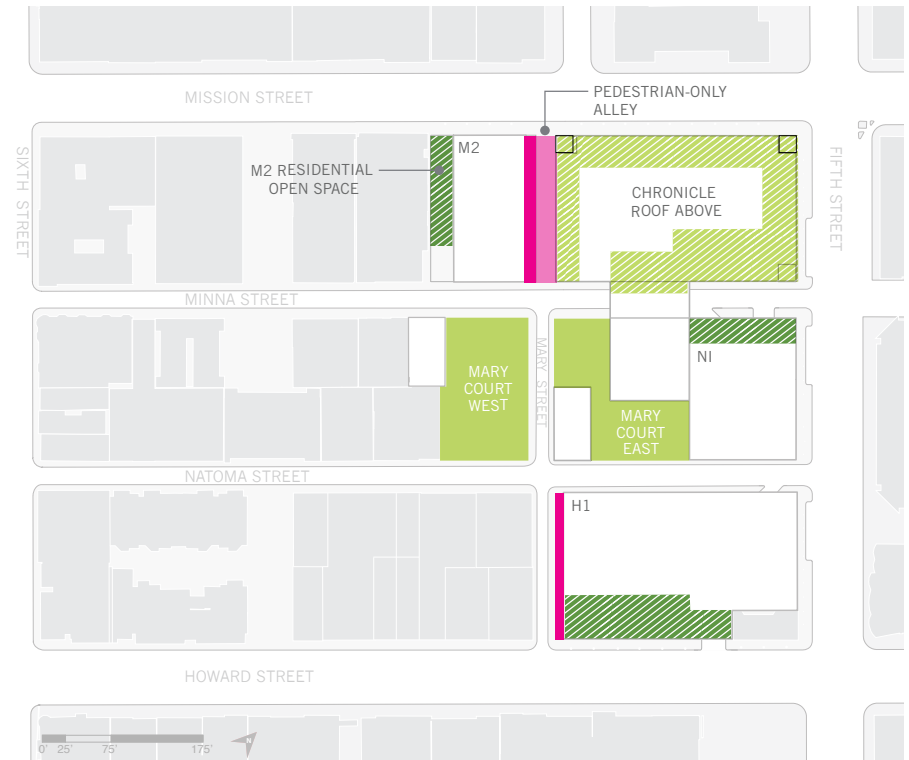 MISSION STREET
PEDESTRIAN-ONLY
ALLEY
SIXTH STREET
M2 RESIDENTIAL
OPEN SPACE
M2
CHRONICLE
ROOF ABOVE
FIFTH STREET
MINNA STREET
MARY
COURT
WEST
MARY STREET
N1
MARY
COURT
EAST
NATOMA STREET
H1
HOWARD STREET
0' 25' 75' 175'
N